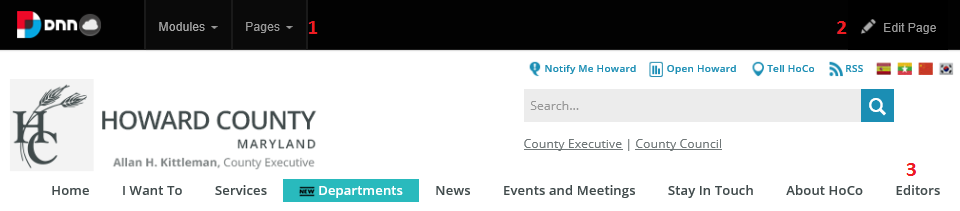 DNN Modules Pages 1 2 Edit Page
Notify Me Howard Open Howard Tell HoCo RSS
Search...
HC HOWARD COUNTY
MARYLAND
Allan H. Kittleman, County Executive
County Executive | County Council
3
Home I Want To Services NEW Departments News Events and Meetings Stay In Touch About HoCo Editors